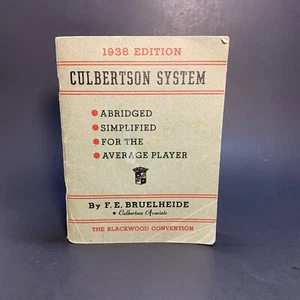 1938 EDITION
CULBERTSON SYSTEM
ABRIDGED
SIMPLIFIED
FOR THE
AVERAGE PLAYER
By F. E. BRUELHEIDE
Culbertson Associate
THE BLACKWOOD CONVENTION